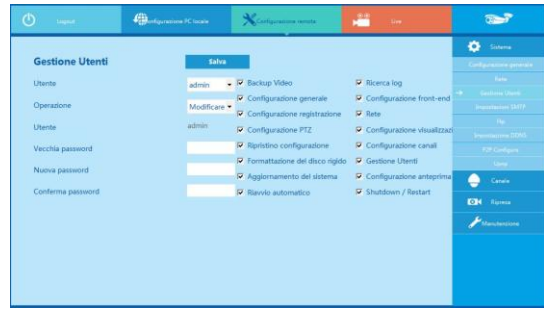 Logout
Configurazione PC locale
Configurazione remota
Live
Gestione Utenti
Salva
Utente
admin
Operazione
Modificare
Utente
admin
Vecchia password
Nuova password
Conferma password
Backup Video
Ricerca log
Configurazione generale
Configurazione front-end
Configurazione registrazione
Rete
Configurazione PTZ
Configurazione visualizzazi
Ripristino configurazione
Configurazione canali
Formattazione del disco rigido
Gestione Utenti
Aggiornamento del sistema
Configurazione anteprima
Riavvio automatico
Shutdown / Restart
Sistema
Configurazione generale
Rete
Gestione Utenti
Impostazioni SMTP
Ftp
Impostazione DDNS
P2P Configura
Canale
Ripresa
Manutenzione